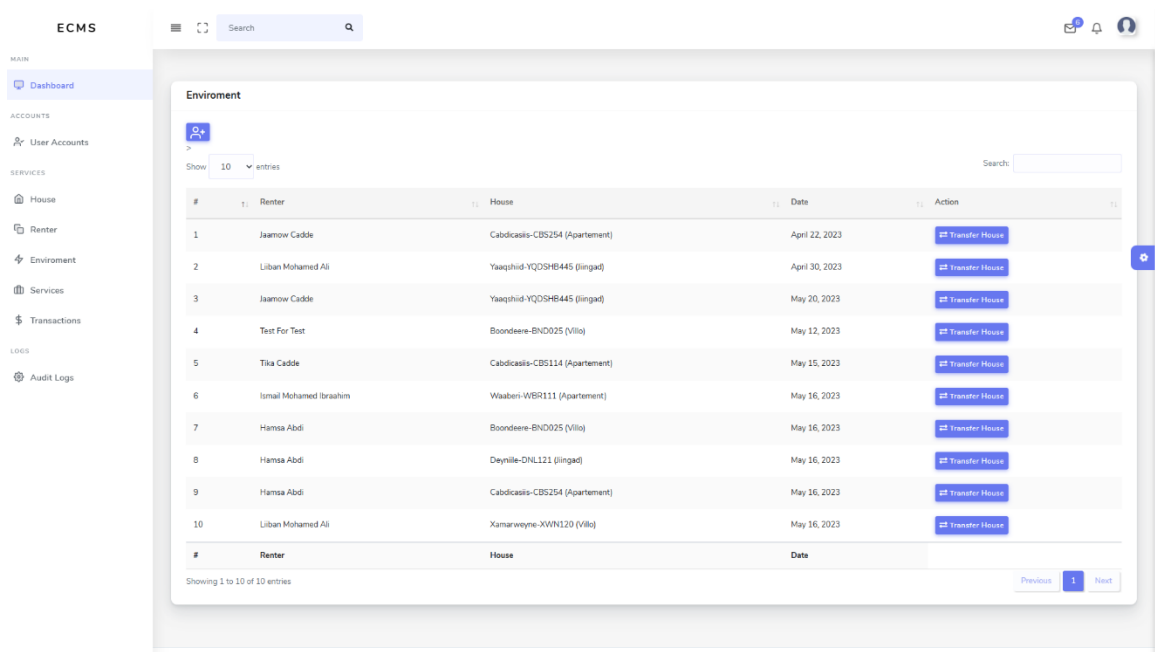 ECMS
Search
6
MAIN
Dashboard
ACCOUNTS
User Accounts
SERVICES
House
Renter
Enviroment
Services
Transactions
LOGS
Audit Logs
Enviroment
>
Show 10 entries
Search:
# Renter House Date Action
1 Jaamow Cadde Cabdicasiis-CBS254 (Apartement) April 22, 2023 Transfer House
2 Liiban Mohamed Ali Yaaqshiid-YQDSHB445 (Jiingad) April 30, 2023 Transfer House
3 Jaamow Cadde Yaaqshiid-YQDSHB445 (Jiingad) May 20, 2023 Transfer House
4 Test For Test Boondeere-BND025 (Villo) May 12, 2023 Transfer House
5 Tika Cadde Cabdicasiis-CBS114 (Apartement) May 15, 2023 Transfer House
6 Ismail Mohamed Ibraahim Waaberi-WBR111 (Apartement) May 16, 2023 Transfer House
7 Hamsa Abdi Boondeere-BND025 (Villo) May 16, 2023 Transfer House
8 Hamsa Abdi Deyniile-DNL121 (Jiingad) May 16, 2023 Transfer House
9 Hamsa Abdi Cabdicasiis-CBS254 (Apartement) May 16, 2023 Transfer House
10 Liiban Mohamed Ali Xamarweyne-XWN120 (Villo) May 16, 2023 Transfer House
# Renter House Date
Showing 1 to 10 of 10 entries
Previous 1 Next